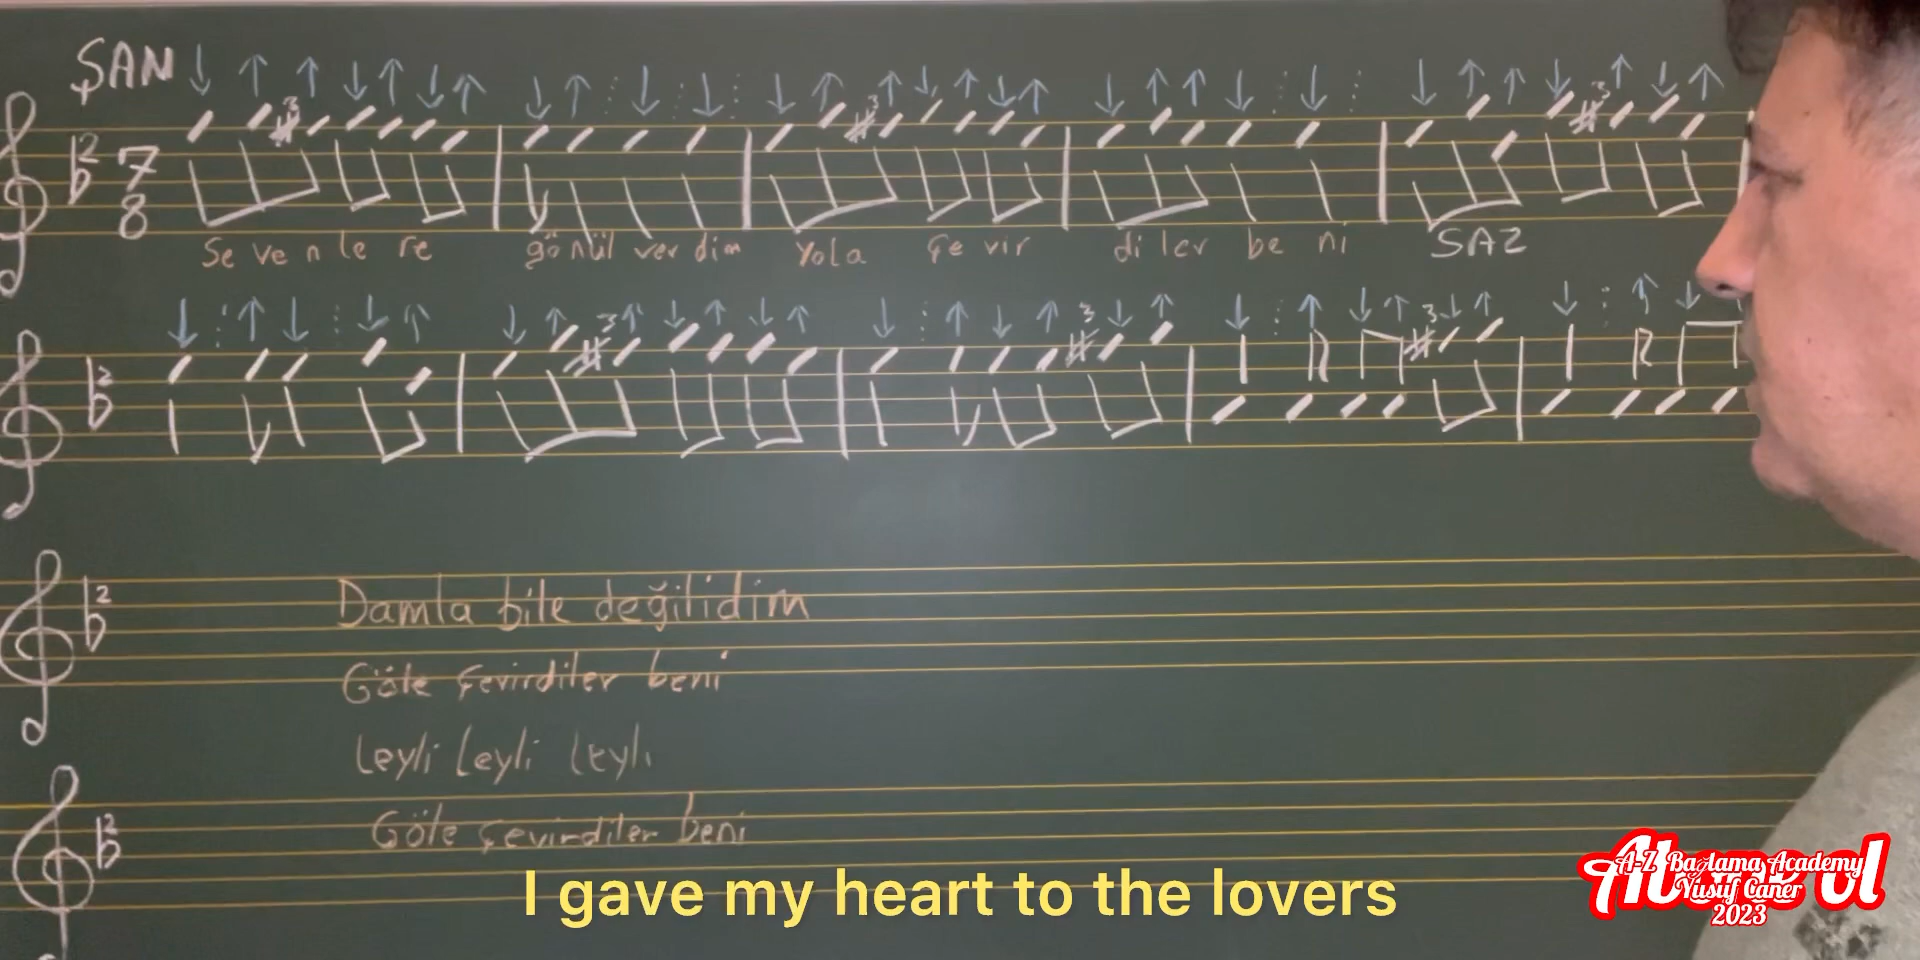 ŞAN
7
8
Se ve n le re gönül ver dim Yola çe vir di ler be ni SAZ
Damla bile değilidim
Göle çevirdiler beni
Leyli Leyli Leyli
Göle çevirdiler beni
I gave my heart to the lovers
A-Z Bağlama Academy
Yusuf Caner
2023